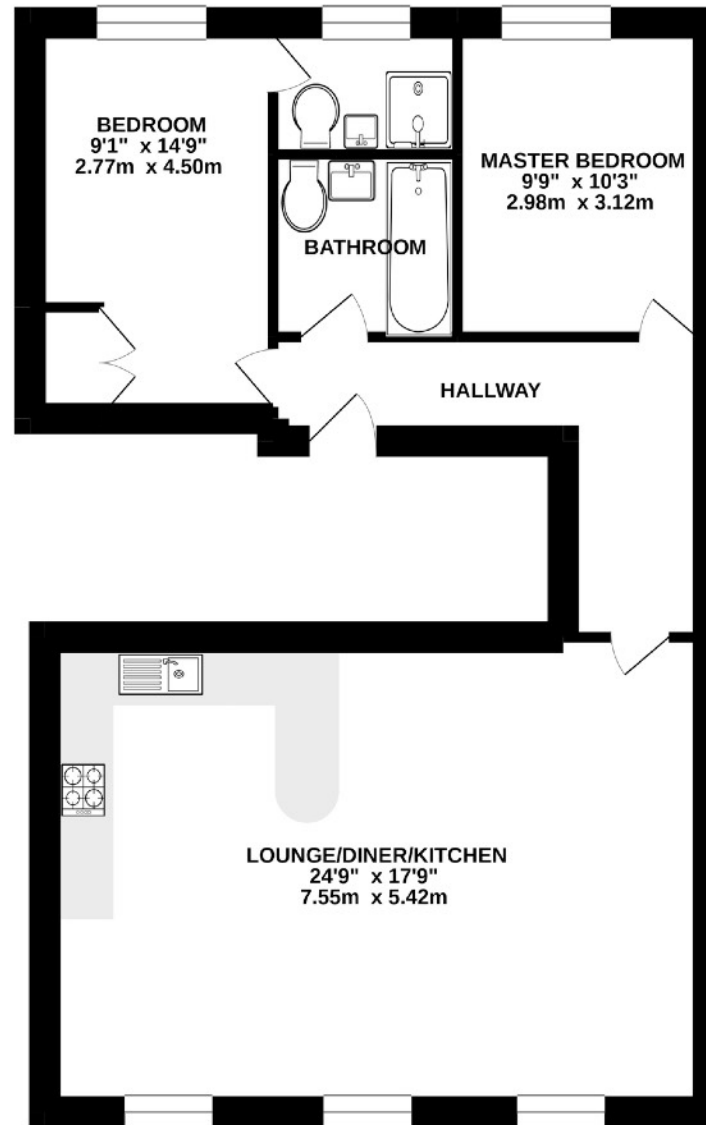 BEDROOM
9'1" x 14'9"
2.77m x 4.50m
MASTER BEDROOM
9'9" x 10'3"
2.98m x 3.12m
BATHROOM
HALLWAY
LOUNGE/DINER/KITCHEN
24'9" x 17'9"
7.55m x 5.42m